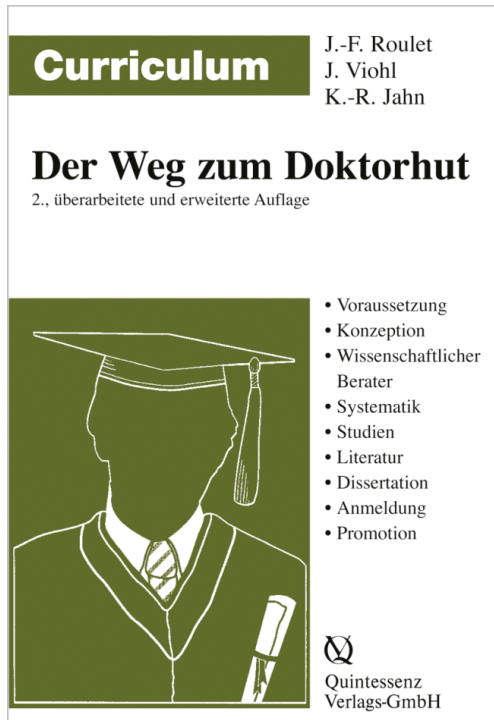 Curriculum
J.-F. Roulet
J. Viohl
K.-R. Jahn
Der Weg zum Doktorhut
2., überarbeitete und erweiterte Auflage
• Voraussetzung
• Konzeption
• Wissenschaftlicher
Berater
• Systematik
• Studien
• Literatur
• Dissertation
• Anmeldung
• Promotion
Quintessenz
Verlags-GmbH